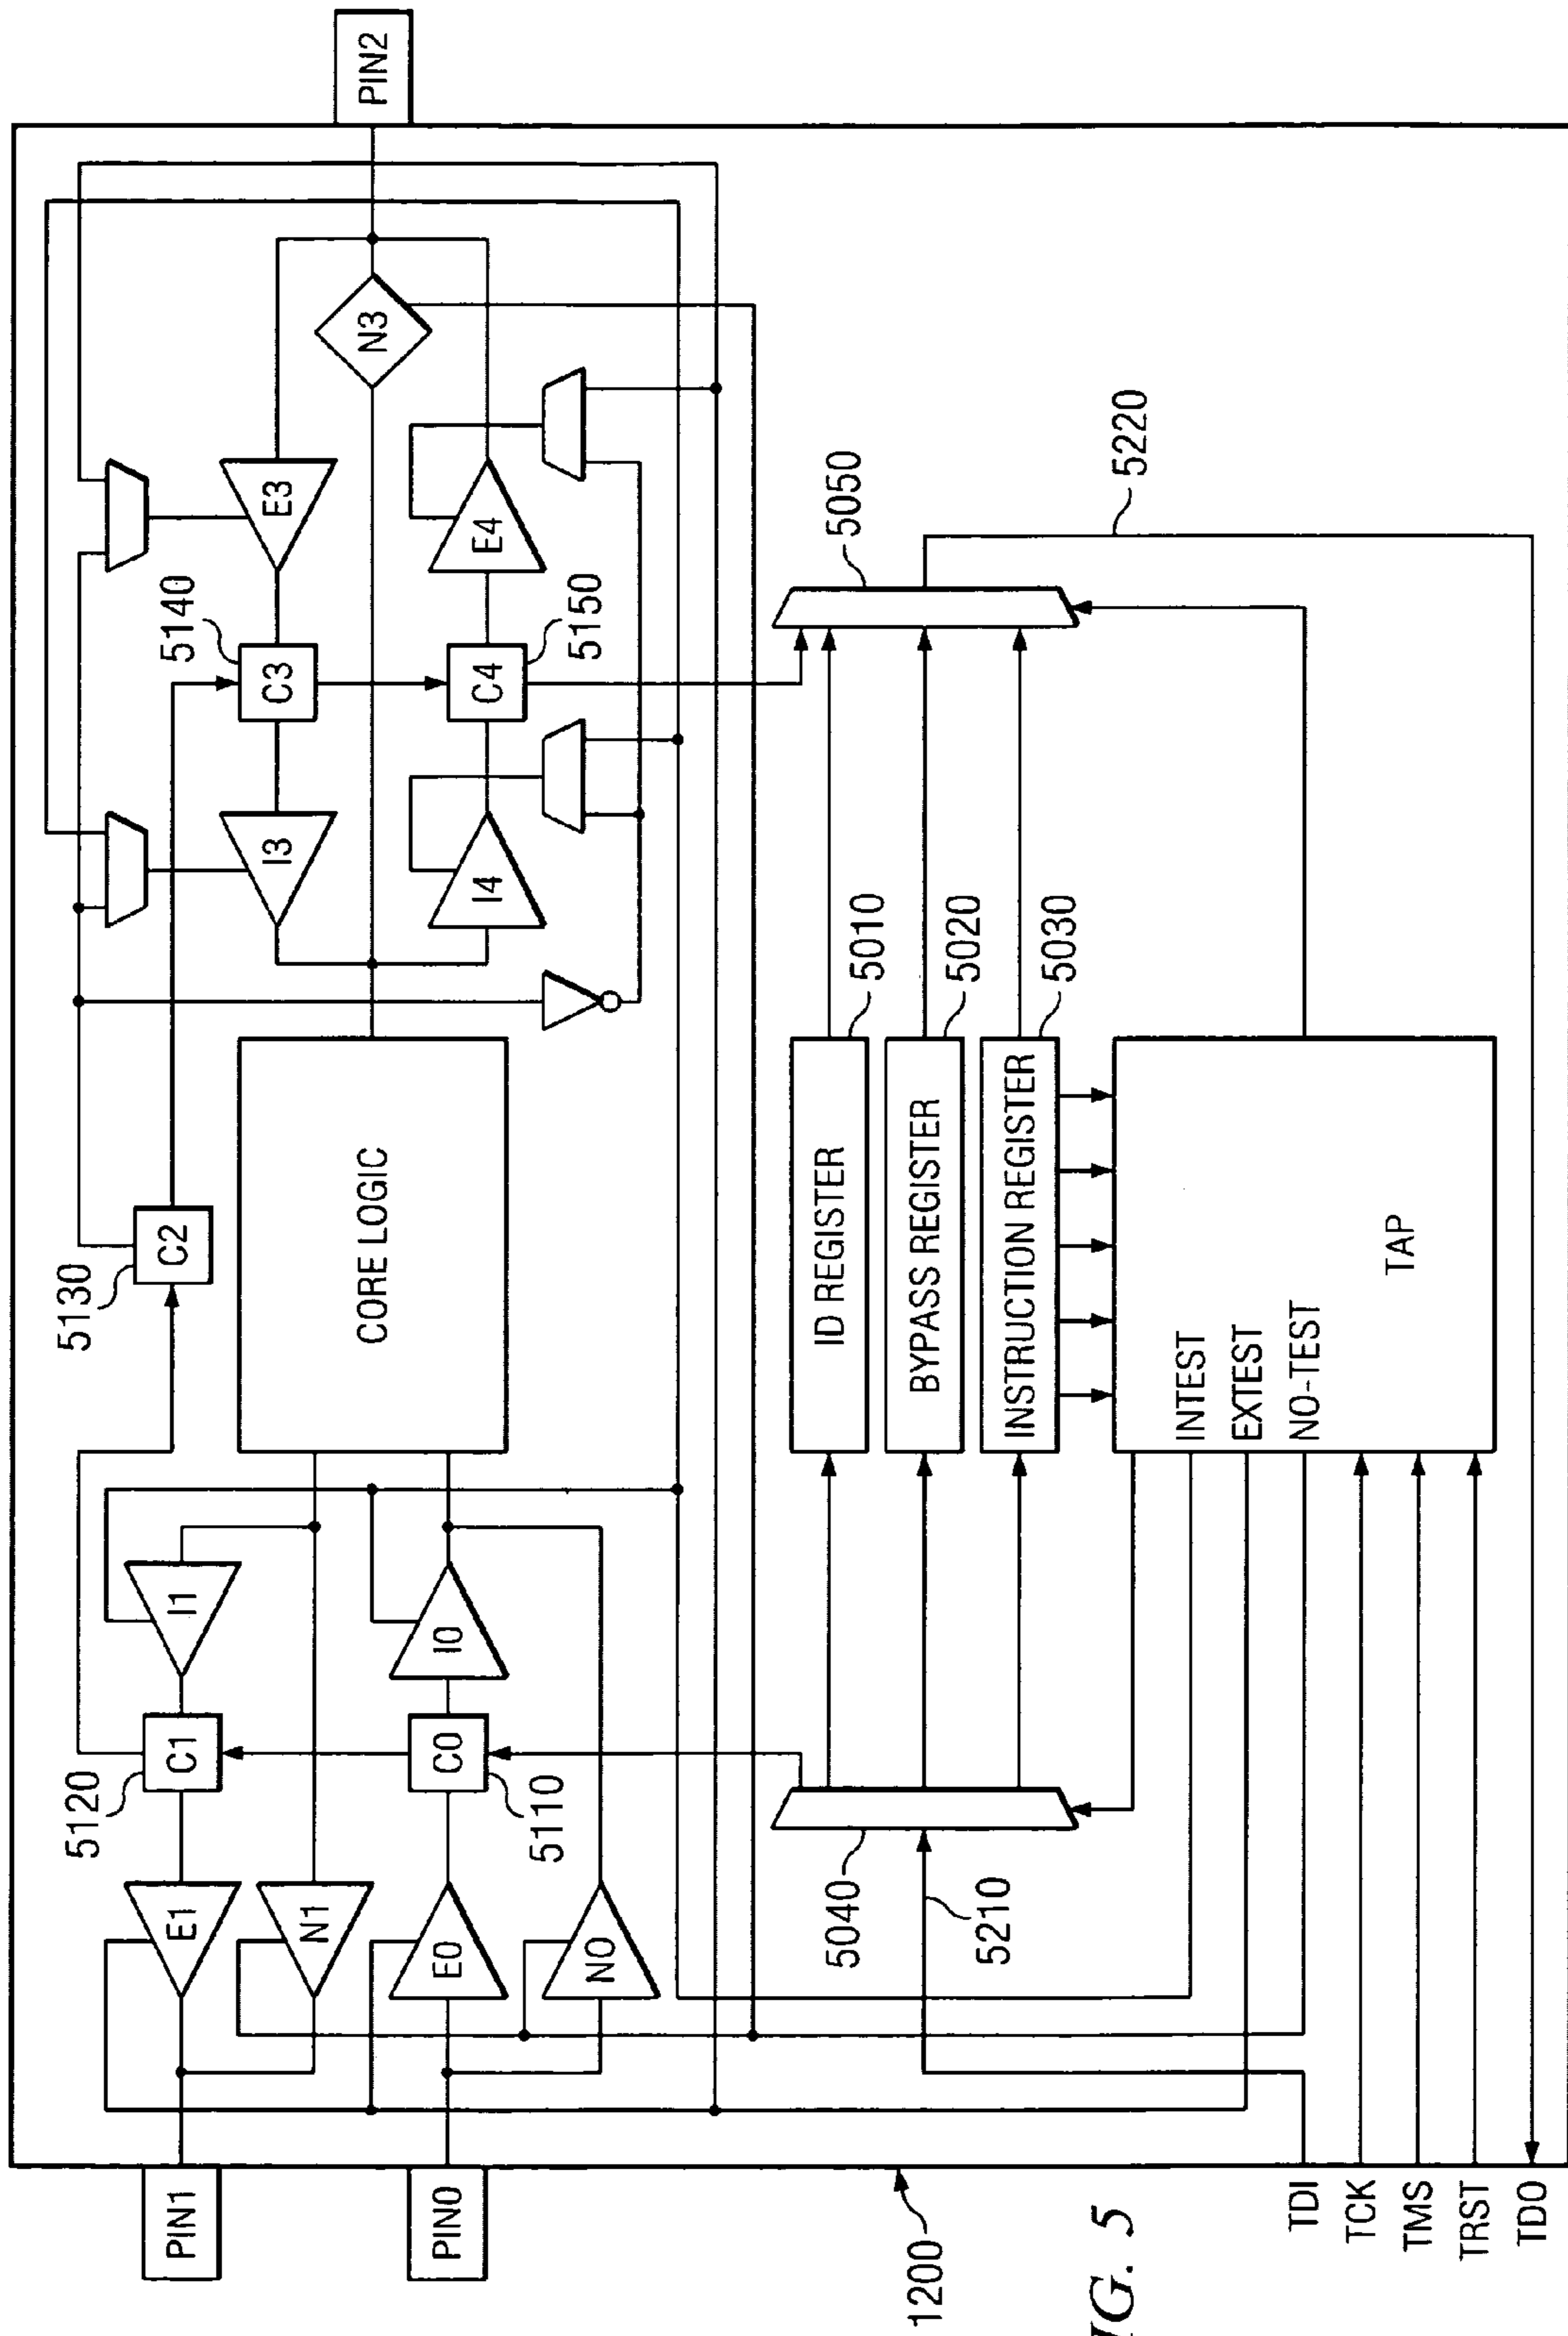 PIN1
PIN0
PIN2
5120
C1
E1
I1
N1
5110
C0
E0
I0
N0
5130
C2
CORE LOGIC
5140
C3
I3
E3
N3
5150
C4
I4
E4
5040
5210
ID REGISTER
5010
BYPASS REGISTER
5020
INSTRUCTION REGISTER
5030
5050
5220
INTEST
EXTEST
NO-TEST
TAP
1200
TDI
TCK
TMS
TRST
TDO
IG. 5